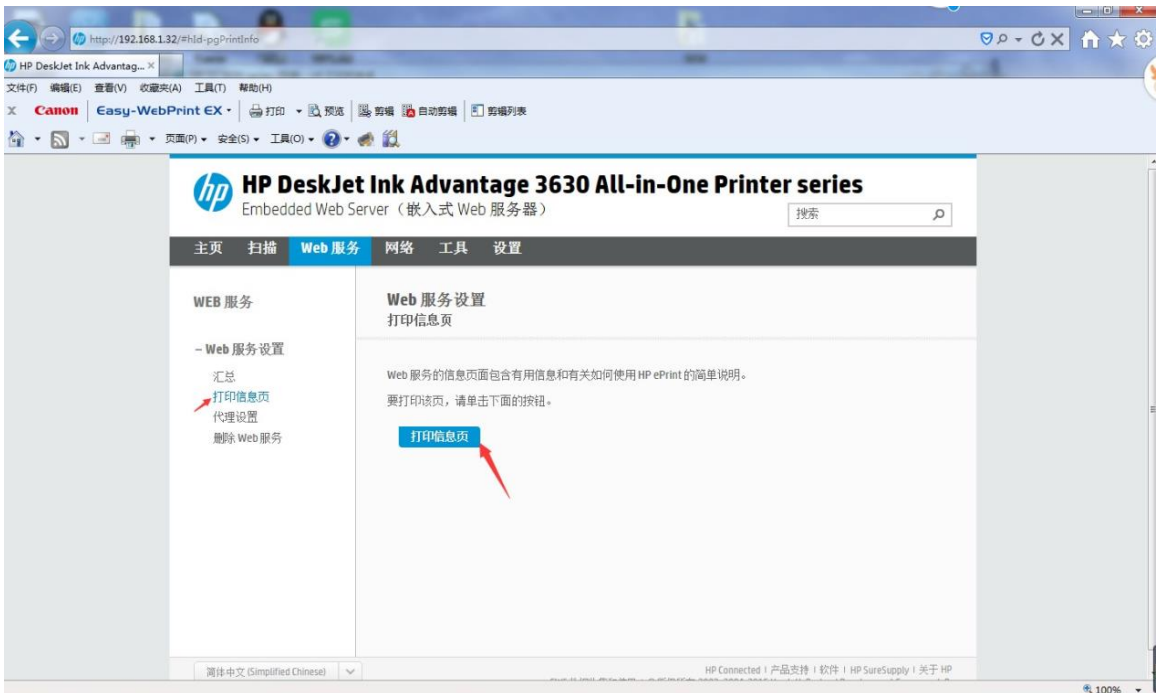 http://192.168.1.32/#hId-pgPrintInfo
HP DeskJet Ink Advantag... ×
文件(F) 编辑(E) 查看(V) 收藏夹(A) 工具(T) 帮助(H)
x Canon Easy-WebPrint EX 打印 预览 剪辑 自动剪辑 剪辑列表
页面(P) 安全(S) 工具(O)
hp HP DeskJet Ink Advantage 3630 All-in-One Printer series
Embedded Web Server（嵌入式 Web 服务器）
搜索
主页 扫描 Web 服务 网络 工具 设置
WEB 服务
– Web 服务设置
汇总
打印信息页
代理设置
删除 Web 服务
Web 服务设置
打印信息页
Web 服务的信息页面包含有用信息和有关如何使用 HP ePrint 的简单说明。
要打印该页，请单击下面的按钮。
打印信息页
简体中文 (Simplified Chinese)
HP Connected | 产品支持 | 软件 | HP SureSupply | 关于 HP
100%